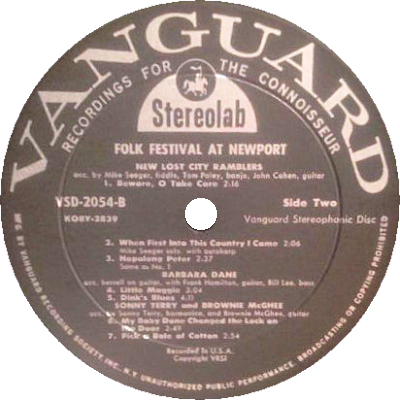 VANGUARD
RECORDINGS FOR THE CONNOISSEUR
Stereolab
FOLK FESTIVAL AT NEWPORT
NEW LOST CITY RAMBLERS
acc. by Mike Seeger, fiddle, Tom Paley, banjo, John Cohen, guitar
1. Beware, O Take Care 2:16
VSD-2054-B Side Two
KOBY-2839 Vanguard Stereophonic Disc
2. When First Into This Country I Came 2:06
Mike Seeger solo, with autoharp
3. Hopalong Peter 2:37
Same as No. 1
BARBARA DANE
acc. herself on guitar, with Frank Hamilton, guitar, Bill Lee, bass
4. Little Maggie 2:04
5. Dink's Blues 4:11
SONNY TERRY and BROWNIE McGHEE
acc. by Sonny Terry, harmonica, and Brownie McGhee, guitar
6. My Baby Done Changed the Lock on
the Door 2:49
7. Pick a Bale of Cotton 2:54
Recorded In U.S.A.
Copyright VRSI
MFG BY VANGUARD RECORDING SOCIETY, INC., N.Y. UNAUTHORIZED PUBLIC PERFORMANCE, BROADCASTING OR COPYING PROHIBITED